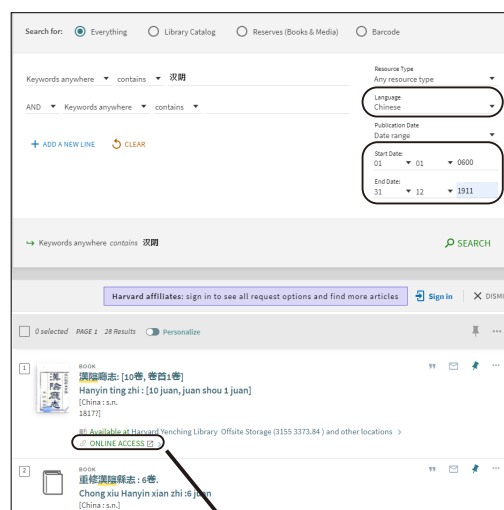 Search for: Everything Library Catalog Reserves (Books & Media) Barcode
Keywords anywhere contains 汉阴
AND Keywords anywhere contains
+ ADD A NEW LINE CLEAR
Resource Type
Any resource type
Language
Chinese
Publication Date
Date range
Start Date:
01 01 0600
End Date:
31 12 1911
Keywords anywhere contains 汉阴
SEARCH
Harvard affiliates: sign in to see all request options and find more articles Sign in X DISMI
0 selected PAGE 1 28 Results Personalize
1
BOOK
漢陰廳志: [10卷, 卷首1卷]
Hanyin ting zhi : [10 juan, juan shou 1 juan]
[China : s.n.
1817?]
Available at Harvard Yenching Library Offsite Storage (3155 3373.84 ) and other locations
ONLINE ACCESS
2
BOOK
重修漢陰縣志 : 6卷.
Chong xiu Hanyin xian zhi :6 juan
[China : s.n.]